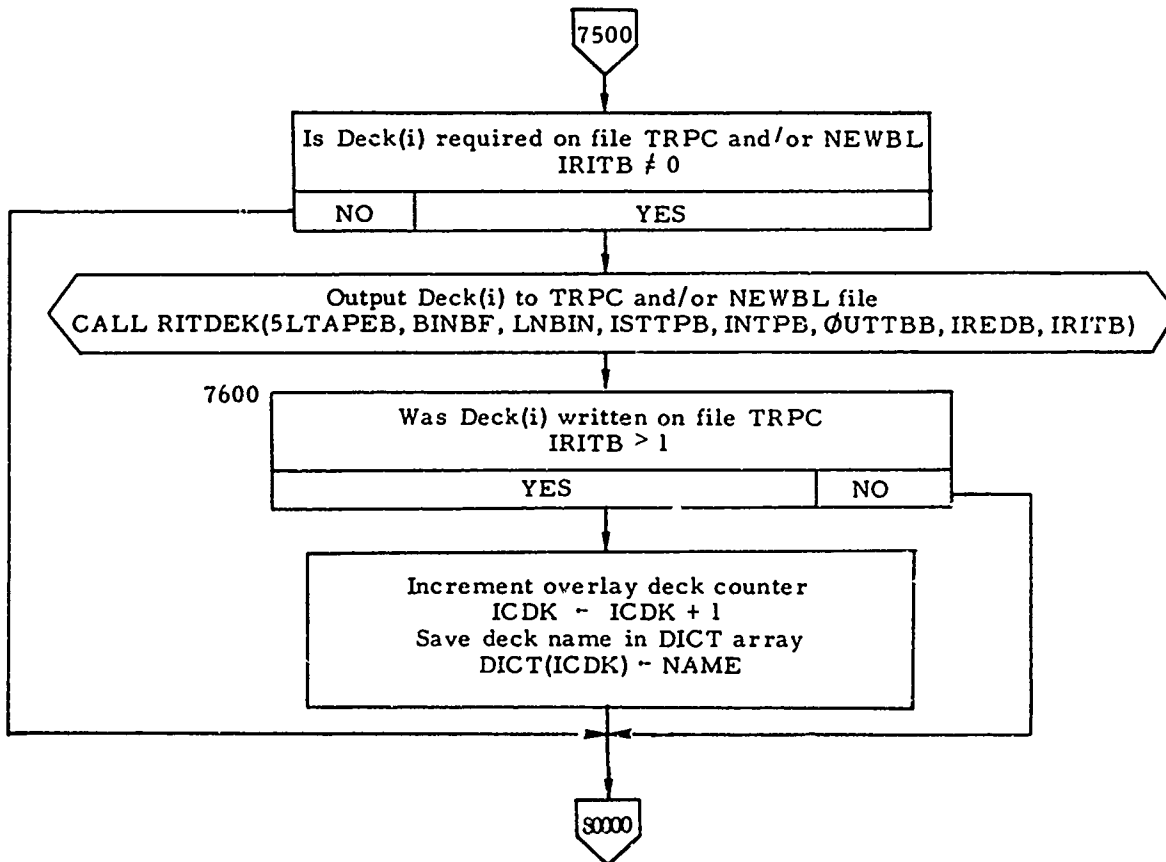 7500
Is Deck(i) required on file TRPC and/or NEWBL
IRITB ≠ 0
NO YES
Output Deck(i) to TRPC and/or NEWBL file
CALL RITDEK(5LTAPEB, BINBF, LNBIN, ISTTPB, INTPB, ØUTTBB, IREDB, IRITB)
7600
Was Deck(i) written on file TRPC
IRITB > 1
YES NO
Increment overlay deck counter
ICDK ← ICDK + 1
Save deck name in DICT array
DICT(ICDK) ← NAME